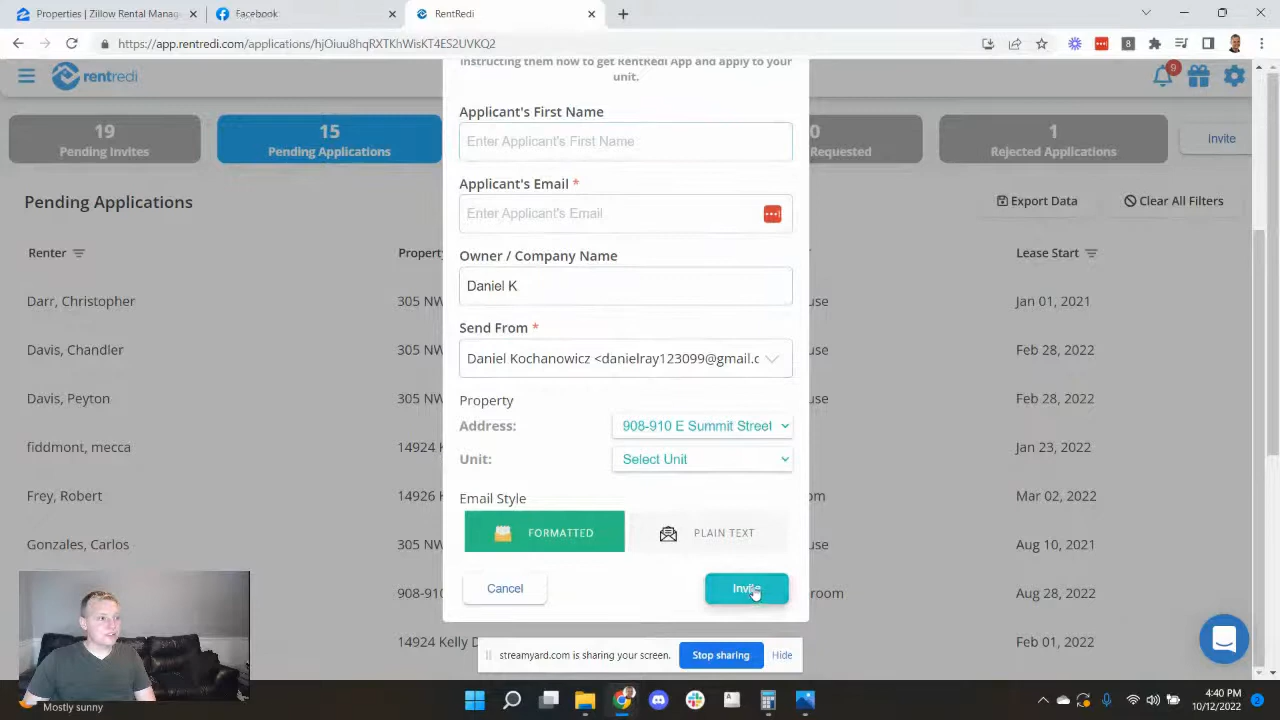 Properties | Zillow Rental Manag
Facebook
RentRedi
https://app.rentredi.com/applications/hjOiuu8hqRXTKhWisKT4ES2UVKQ2
8
rentredi
9
instructing them now to get RentRedi App and apply to your
unit.
19
Pending Invites
15
Pending Applications
0
Requested
1
Rejected Applications
Invite
Applicant's First Name
Enter Applicant's First Name
Applicant's Email *
Enter Applicant's Email
Owner / Company Name
Daniel K
Send From *
Daniel Kochanowicz <danielray123099@gmail.c
Property
Address:
908-910 E Summit Street
Unit:
Select Unit
Email Style
FORMATTED
PLAIN TEXT
Cancel
Invite
Pending Applications
Export Data
Clear All Filters
Renter
Property
Lease Start
Darr, Christopher
305 NW
use
Jan 01, 2021
Davis, Chandler
305 NW
use
Feb 28, 2022
Davis, Peyton
305 NW
use
Feb 28, 2022
fiddmont, mecca
14924 K
Jan 23, 2022
Frey, Robert
14926 K
om
Mar 02, 2022
Gonzales, Carlos
305 NW
use
Aug 10, 2021
908-910
room
Aug 28, 2022
14924 Kelly D
Feb 01, 2022
streamyard.com is sharing your screen.
Stop sharing
Hide
Mostly sunny
4:40 PM
10/12/2022
2